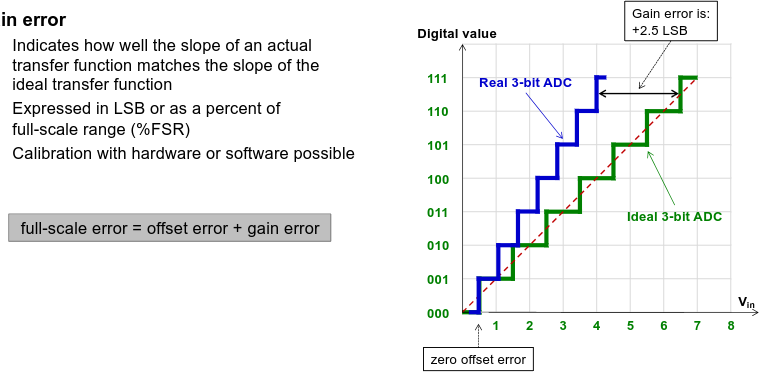 in error
Indicates how well the slope of an actual
transfer function matches the slope of the
ideal transfer function
Expressed in LSB or as a percent of
full-scale range (%FSR)
Calibration with hardware or software possible
full-scale error = offset error + gain error
Digital value
Gain error is:
+2.5 LSB
Real 3-bit ADC
Ideal 3-bit ADC
111
110
101
100
011
010
001
000
Vin
1 2 3 4 5 6 7 8
zero offset error